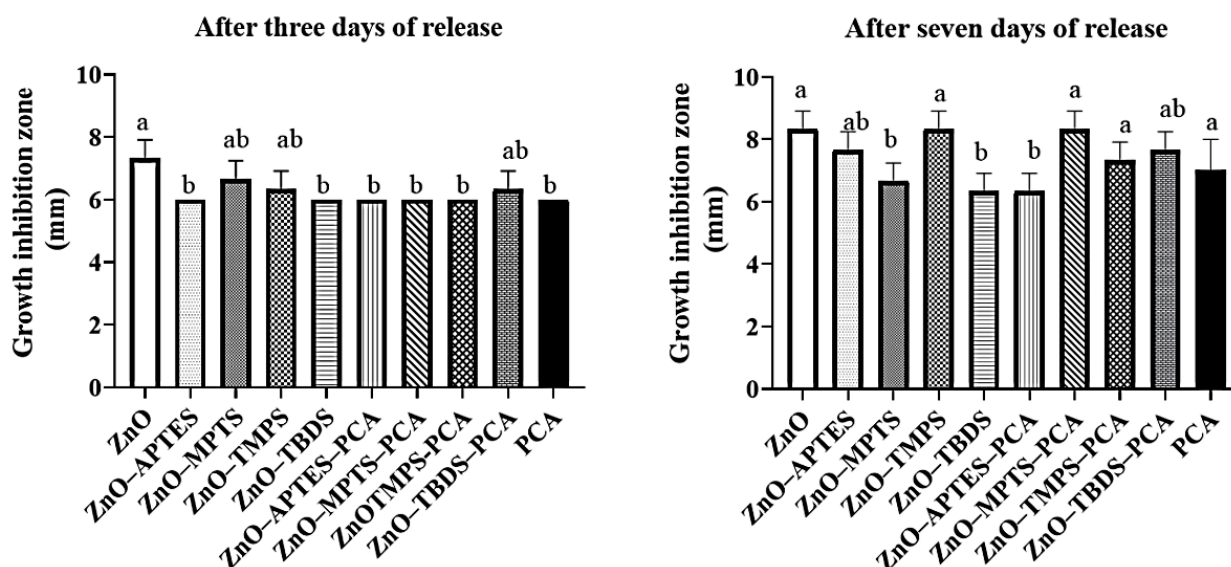 After three days of release
Growth inhibition zone
(mm)
10
8
6
4
2
0
a
b
ab
ab
b
b
b
b
ab
b
ZnO
ZnO–APTES
ZnO–MPTS
ZnO–TMPS
ZnO–TBDS
ZnO–APTES–PCA
ZnO–MPTS–PCA
ZnOTMPS-PCA
ZnO–TBDS–PCA
PCA
After seven days of release
Growth inhibition zone
(mm)
10
8
6
4
2
0
a
ab
b
a
b
b
a
a
ab
a
ZnO
ZnO–APTES
ZnO–MPTS
ZnO–TMPS
ZnO–TBDS
ZnO–APTES–PCA
ZnO–MPTS–PCA
ZnO–TMPS–PCA
ZnO–TBDS–PCA
PCA